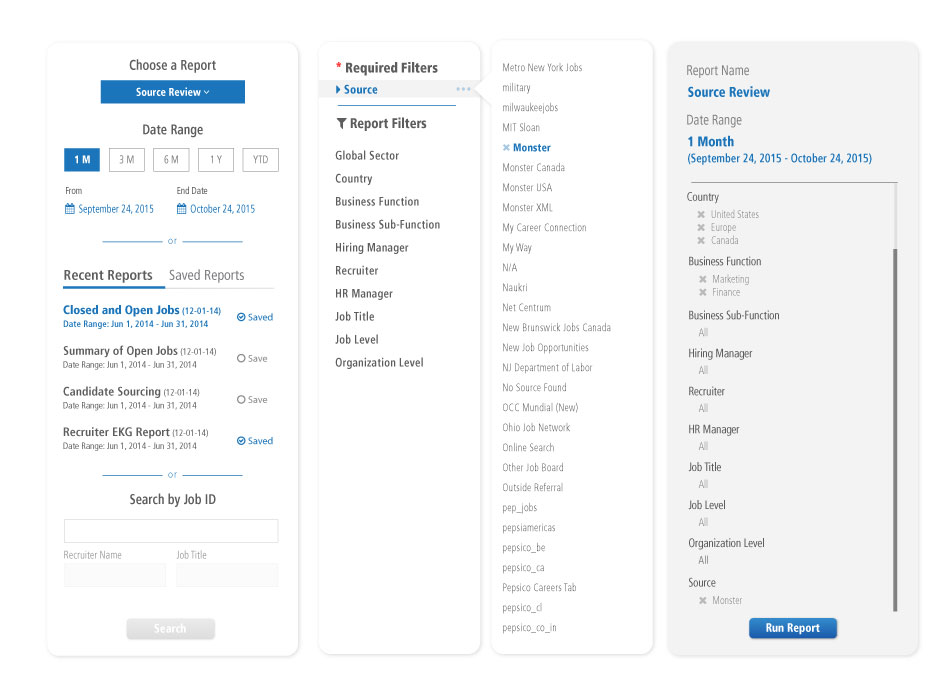 Choose a Report
Source Review
Date Range
1 M
3 M
6 M
1 Y
YTD
From
End Date
September 24, 2015
October 24, 2015
or
Recent Reports
Saved Reports
Closed and Open Jobs (12-01-14)
Date Range: Jun 1, 2014 - Jun 31, 2014
Saved
Summary of Open Jobs (12-01-14)
Date Range: Jun 1, 2014 - Jun 31, 2014
Save
Candidate Sourcing (12-01-14)
Date Range: Jun 1, 2014 - Jun 31, 2014
Save
Recruiter EKG Report (12-01-14)
Date Range: Jun 1, 2014 - Jun 31, 2014
Saved
or
Search by Job ID
Recruiter Name
Job Title
Search
* Required Filters
Source
Report Filters
Global Sector
Country
Business Function
Business Sub-Function
Hiring Manager
Recruiter
HR Manager
Job Title
Job Level
Organization Level
Metro New York Jobs
military
milwaukeejobs
MIT Sloan
Monster
Monster Canada
Monster USA
Monster XML
My Career Connection
My Way
N/A
Naukri
Net Centrum
New Brunswick Jobs Canada
New Job Opportunities
NJ Department of Labor
No Source Found
OCC Mundial (New)
Ohio Job Network
Online Search
Other Job Board
Outside Referral
pep_jobs
pepsiamericas
pepsico_be
pepsico_ca
Pepsico Careers Tab
pepsico_cl
pepsico_co_in
Report Name
Source Review
Date Range
1 Month
(September 24, 2015 - October 24, 2015)
Country
United States
Europe
Canada
Business Function
Marketing
Finance
Business Sub-Function
All
Hiring Manager
All
Recruiter
All
HR Manager
All
Job Title
All
Job Level
All
Organization Level
All
Source
Monster
Run Report